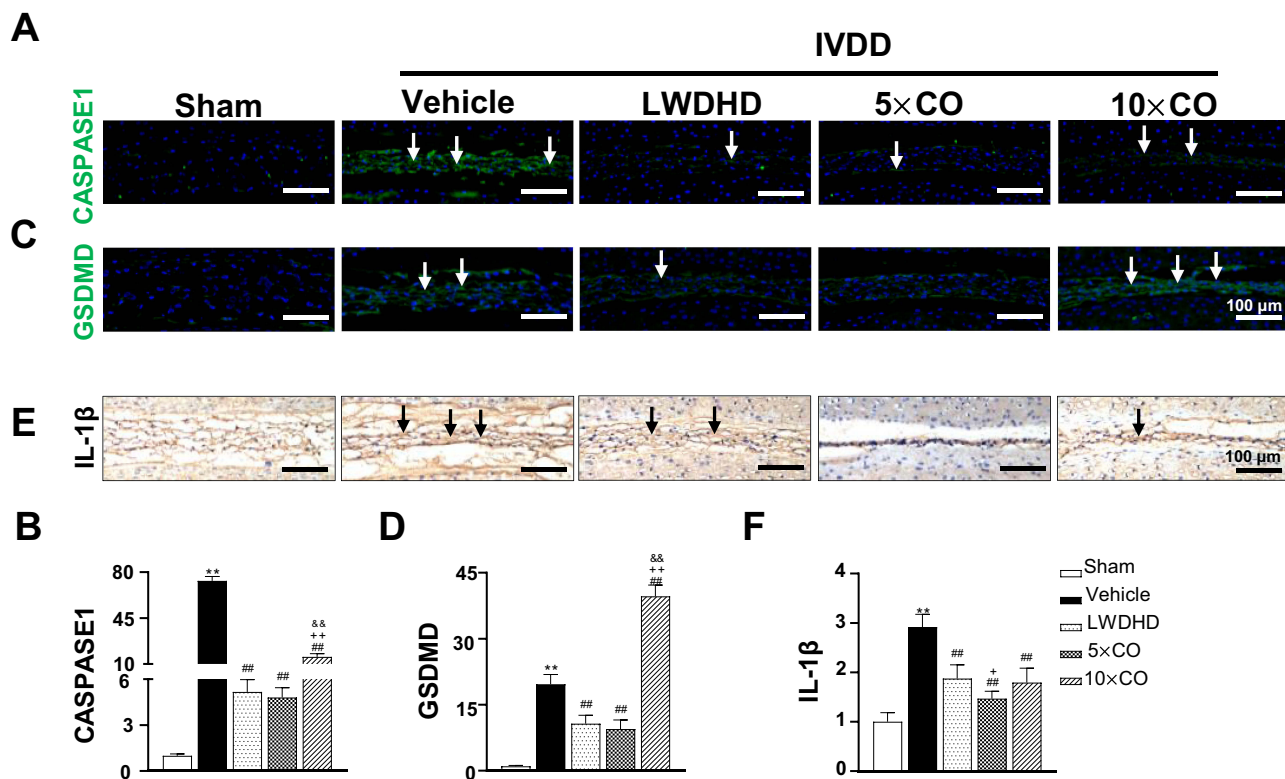 A
IVDD
Sham Vehicle LWDHD 5×CO 10×CO
CASPASE1
C
GSDMD
100 μm
E
IL-1β
100 μm
B
CASPASE1
80
45
10
6
3
0
**
##
##
&&
++
##
D
GSDMD
45
30
15
0
**
##
##
&&
++
##
F
IL-1β
4
3
2
1
0
**
##
+
##
##
Sham
Vehicle
LWDHD
5×CO
10×CO